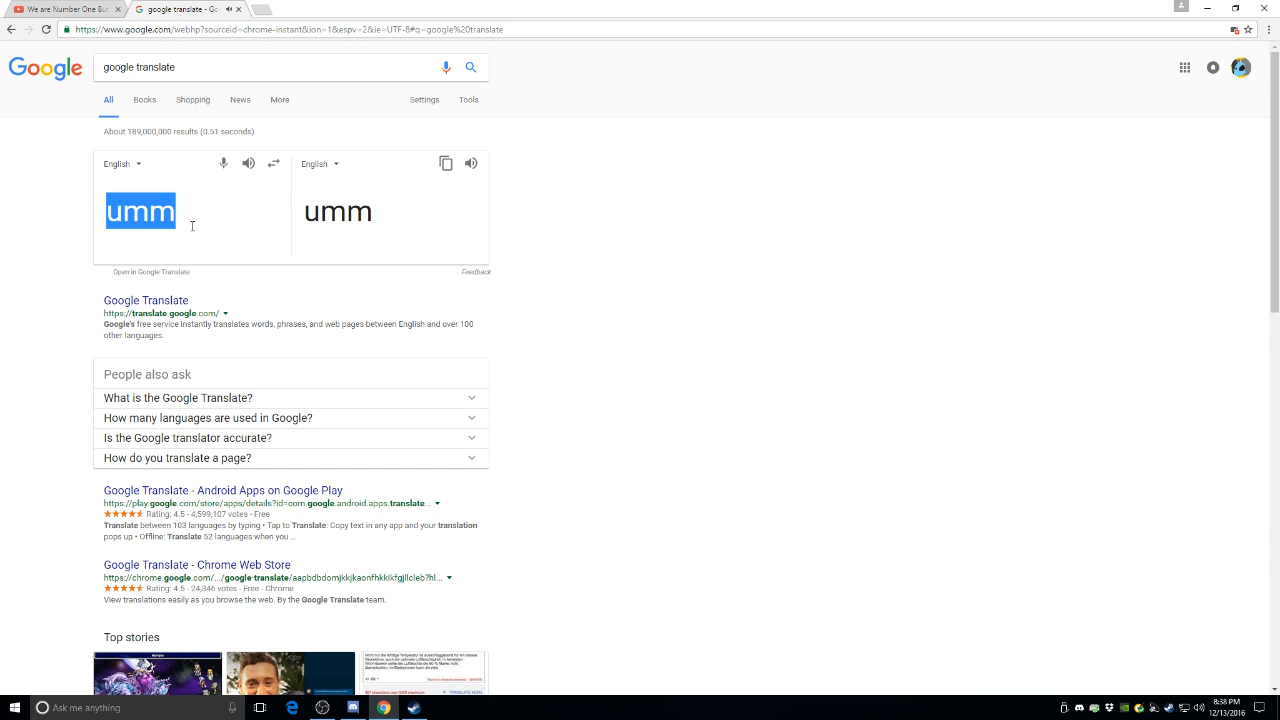 We are Number One But
google translate - Goo
https://www.google.com/webhp?sourceid=chrome-instant&ion=1&espv=2&ie=UTF-8#q=google%20translate
Google
google translate
All Books Shopping News More Settings Tools
About 189,000,000 results (0.51 seconds)
English English
umm umm
Open in Google Translate Feedback
Google Translate
https://translate.google.com/
Google's free service instantly translates words, phrases, and web pages between English and over 100
other languages.
People also ask
What is the Google Translate?
How many languages are used in Google?
Is the Google translator accurate?
How do you translate a page?
Google Translate - Android Apps on Google Play
https://play.google.com/store/apps/details?id=com.google.android.apps.translate...
Rating: 4.5 - 4,599,107 votes - Free
Translate between 103 languages by typing • Tap to Translate: Copy text in any app and your translation
pops up • Offline: Translate 52 languages when you ...
Google Translate - Chrome Web Store
https://chrome.google.com/.../google-translate/aapbdbdomjkkjkaonfhkkikfgjllcleb?hl...
Rating: 4.5 - 24,346 votes - Free - Chrome
View translations easily as you browse the web. By the Google Translate team.
Top stories
Ask me anything
8:38 PM
12/13/2016